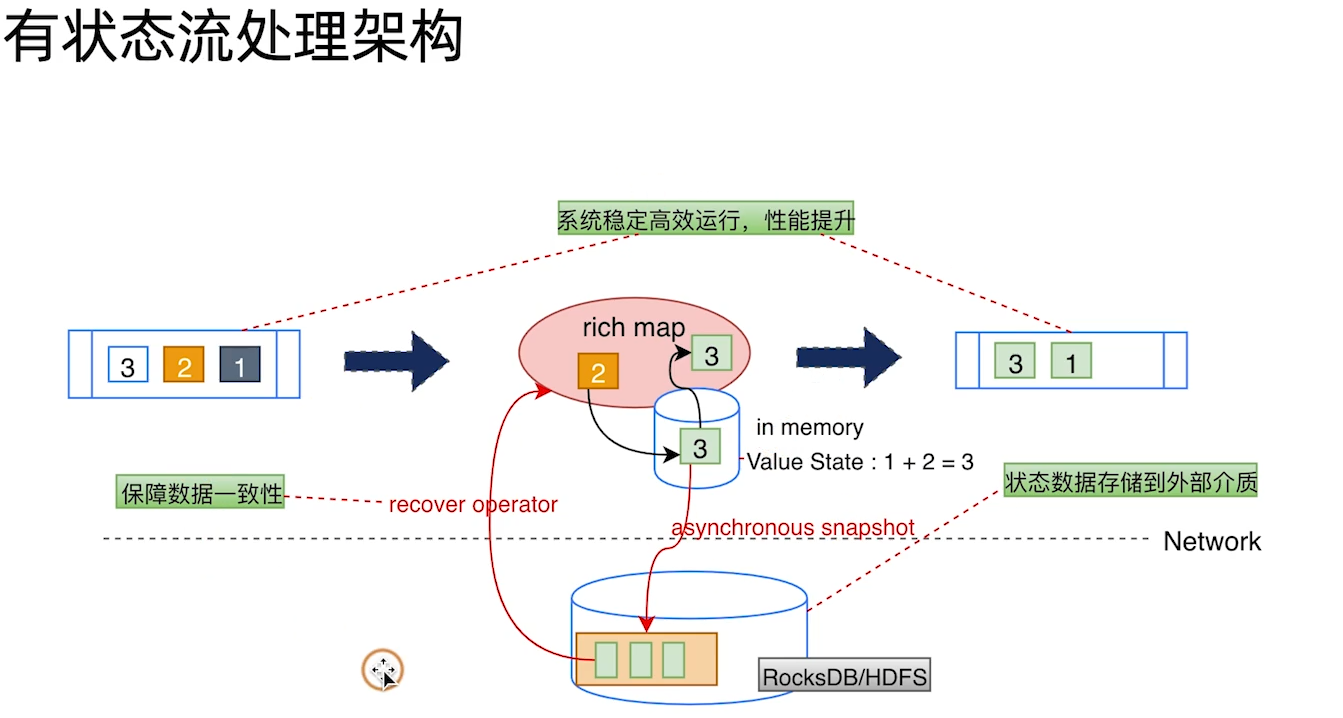 有状态流处理架构
系统稳定高效运行，性能提升
rich map
3
3 2 1
2
3 1
3
in memory
Value State : 1 + 2 = 3
保障数据一致性
recover operator
状态数据存储到外部介质
asynchronous snapshot
Network
RocksDB/HDFS